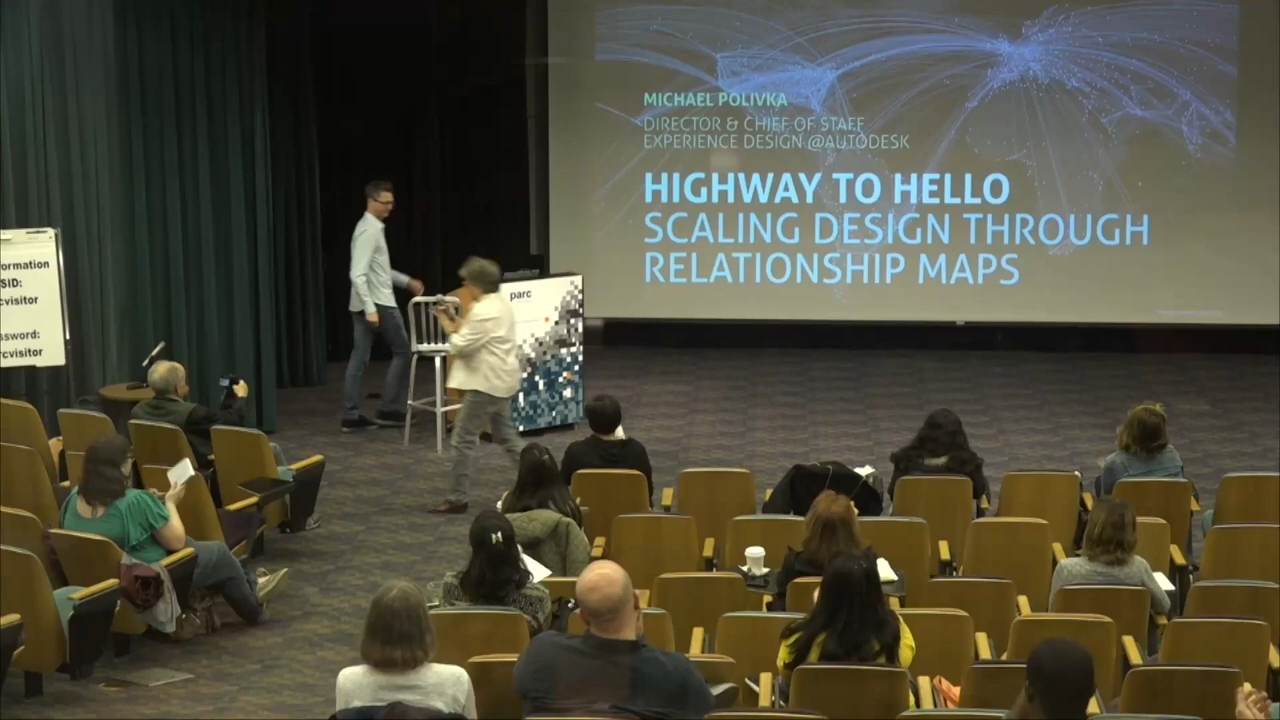 MICHAEL POLIVKA
DIRECTOR & CHIEF OF STAFF
EXPERIENCE DESIGN @AUTODESK
HIGHWAY TO HELLO
SCALING DESIGN THROUGH
RELATIONSHIP MAPS
parc
formation
SID:
cvisitor
ssword:
rcvisitor